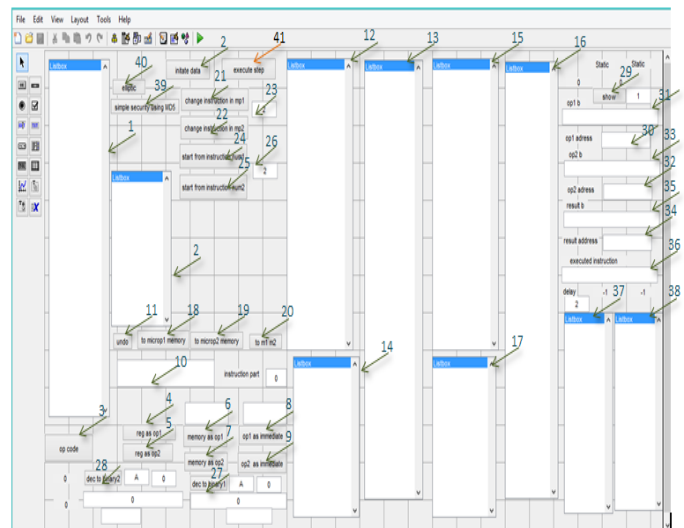 File Edit View Layout Tools Help
2 41 12 13 15 16
40 initate data execute step
Listbox Listbox Listbox Listbox Listbox
Static Static
0 0
39 21 29
eliptic 23 show 1 31
simple security using MD5 change instruction in mp1
op1 b
1 22
change instruction in mp2
op1 adress 30 33
24 op2 b
start from instruction num1
25 26 32
Listbox 2
start from instruction num2
op2 adress 35
result b
34
result address
2 executed instruction 36
delay -1 -1
2 37 38
11 18 19 20 Listbox Listbox
undo to microp1 memory to microp2 memory to m1 m2
14 17
Listbox Listbox
10 instruction part 0
3 4 6 8
reg as op1
5 memory as op1 op1 as immediate
op code 7 9
reg as op2
memory as op2 op2 as immediate
28 27
0 dec to binary2 A 0 dec to binary1 A 0
0 0 0